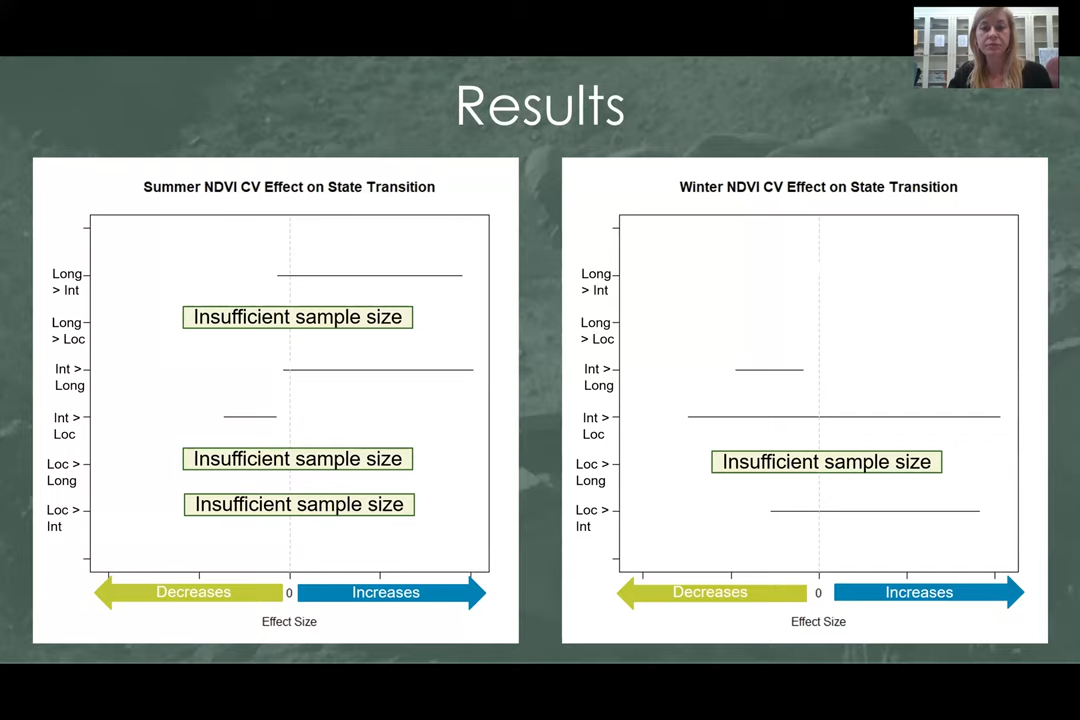 Results
Summer NDVI CV Effect on State Transition
Long
> Int
Insufficient sample size
Long
> Loc
Int >
Long
Int >
Loc
Insufficient sample size
Loc >
Long
Insufficient sample size
Loc >
Int
Decreases 0 Increases
Effect Size
Winter NDVI CV Effect on State Transition
Long
> Int
Long
> Loc
Int >
Long
Int >
Loc
Insufficient sample size
Loc >
Long
Loc >
Int
Decreases 0 Increases
Effect Size